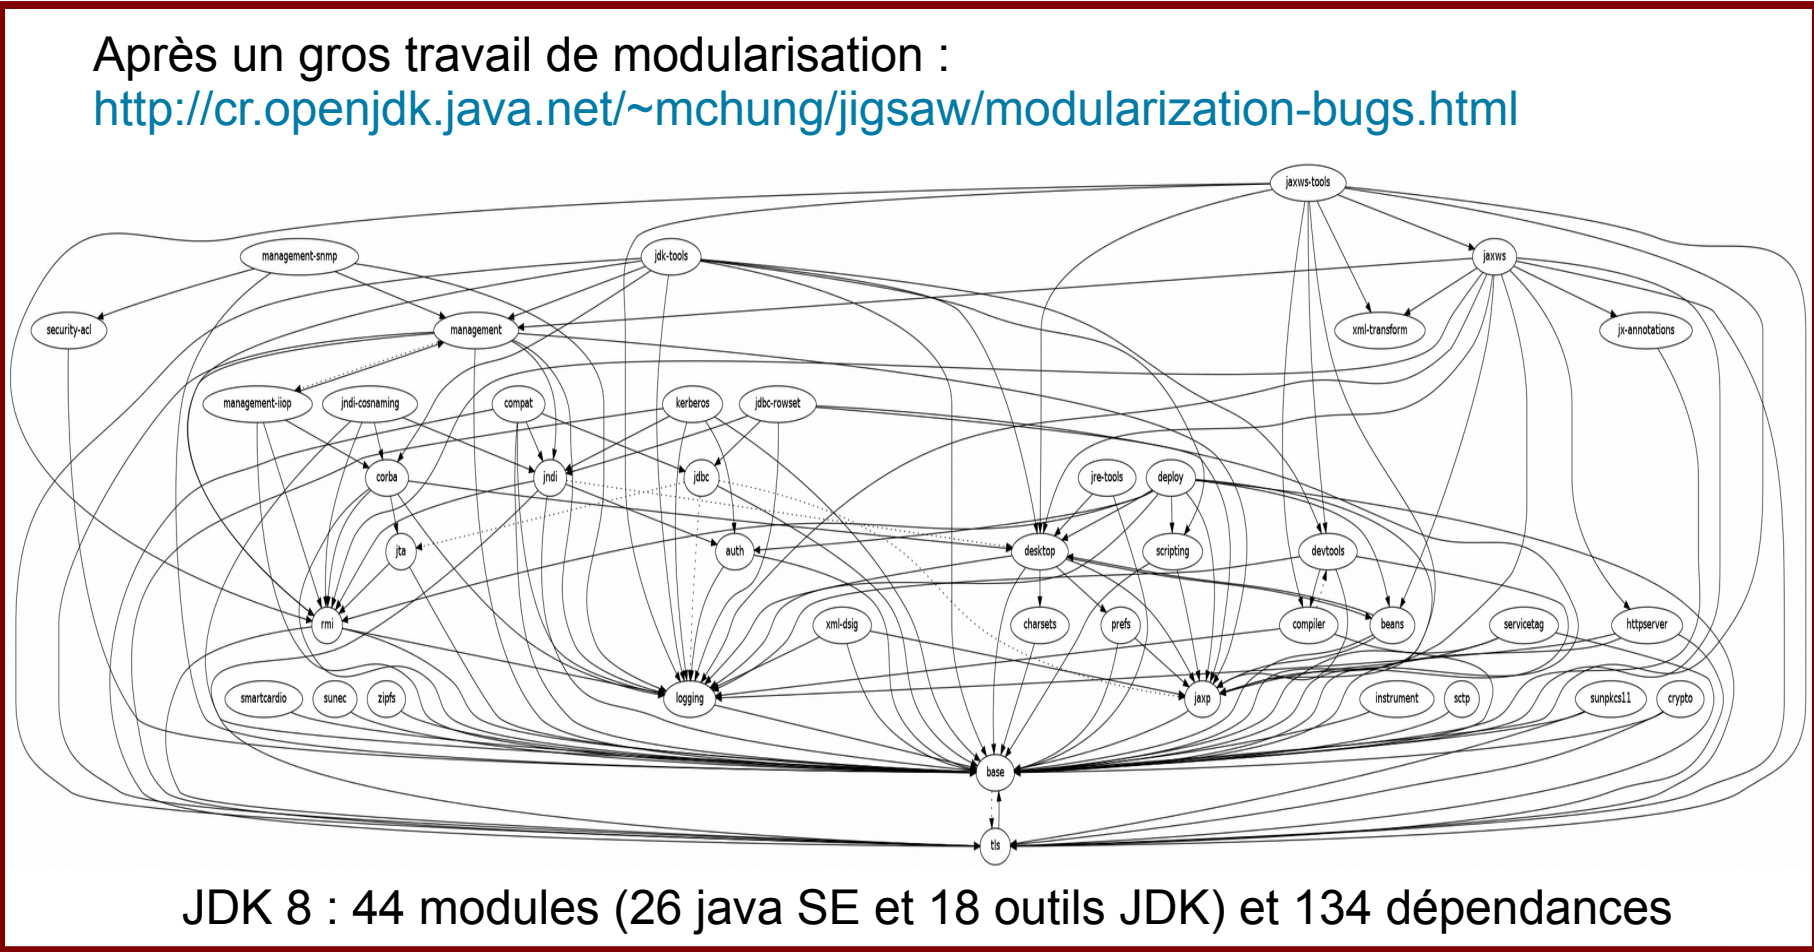 Après un gros travail de modularisation :
http://cr.openjdk.java.net/~mchung/jigsaw/modularization-bugs.html
jaxws-tools
management-snmp
jdk-tools
jaxws
security-acl
management
xml-transform
jx-annotations
management-iiop
jndi-cosnaming
compat
kerberos
jdbc-rowset
corba
jndi
jdbc
jre-tools
deploy
jta
auth
desktop
scripting
devtools
rmi
xml-dsig
charsets
prefs
compiler
beans
servicetag
httpserver
smartcardio
sunec
zipfs
logging
jaxp
instrument
sctp
sunpkcs11
crypto
base
tls
JDK 8 : 44 modules (26 java SE et 18 outils JDK) et 134 dépendances